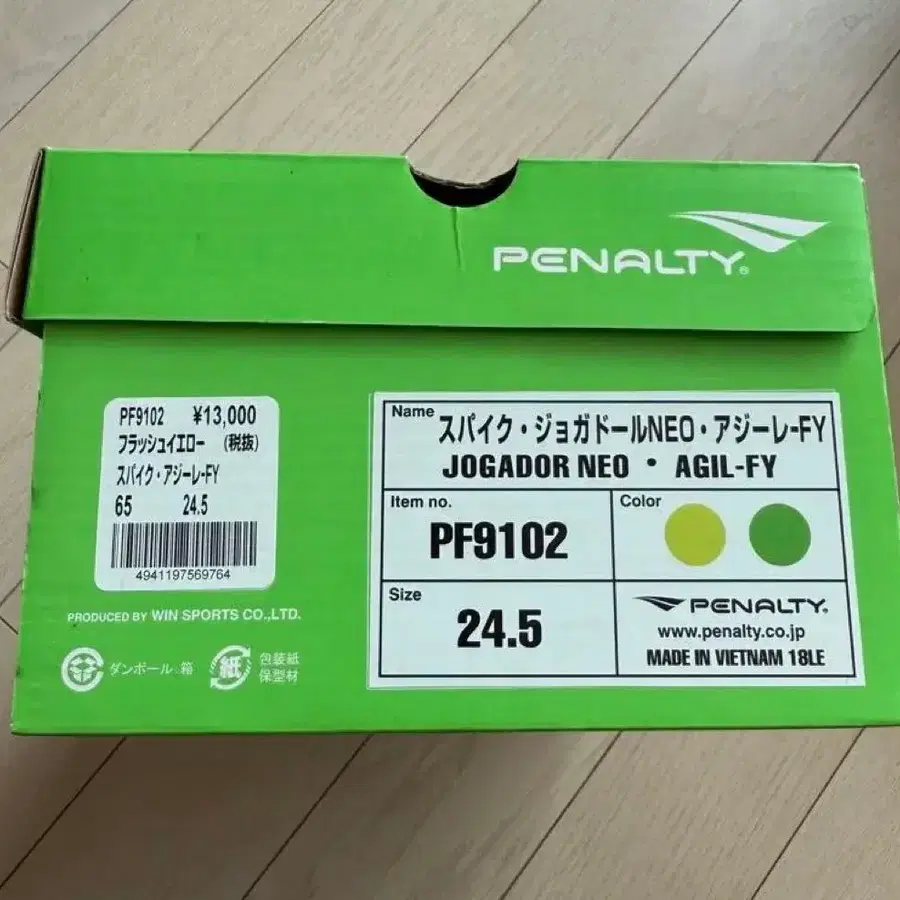 PENALTY®
PF9102 ¥13,000
フラッシュイエロー (税抜)
スパイク・アジーレ-FY
65 24.5
4941197569764
PRODUCED BY WIN SPORTS CO.,LTD.
ダンボール 箱
紙 包装紙
保型材
Name スパイク・ジョガドールNEO・アジーレ-FY
JOGADOR NEO・AGIL-FY
Item no. Color
PF9102
Size
24.5
PENALTY®
www.penalty.co.jp
MADE IN VIETNAM 18LE